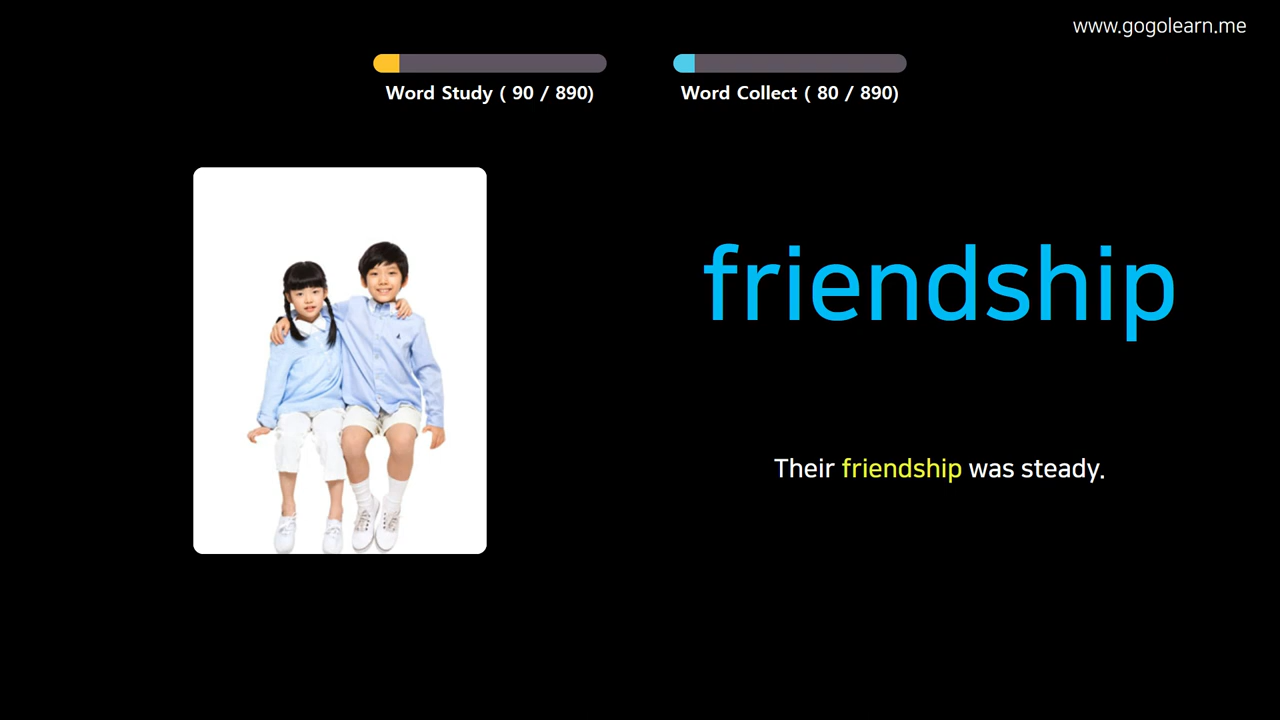 www.gogolearn.me
Word Study ( 90 / 890)
Word Collect ( 80 / 890)
friendship
Their friendship was steady.